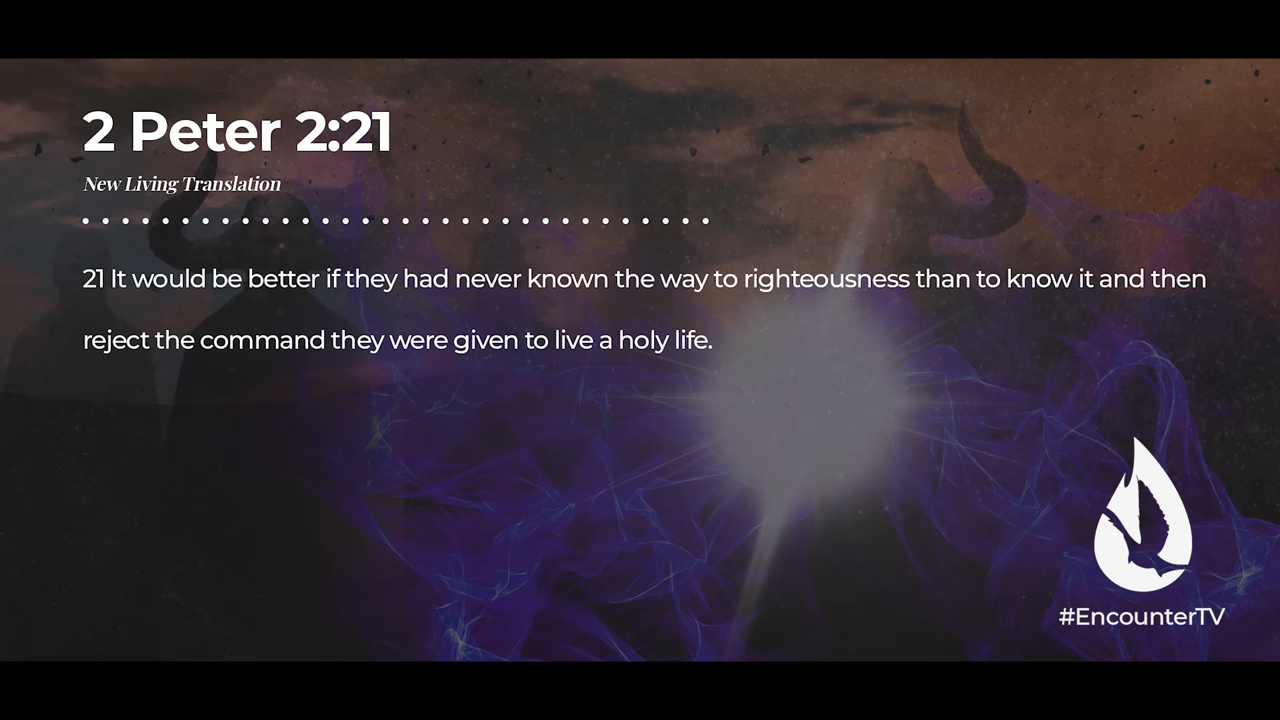 2 Peter 2:21
New Living Translation
21 It would be better if they had never known the way to righteousness than to know it and then
reject the command they were given to live a holy life.
#EncounterTV